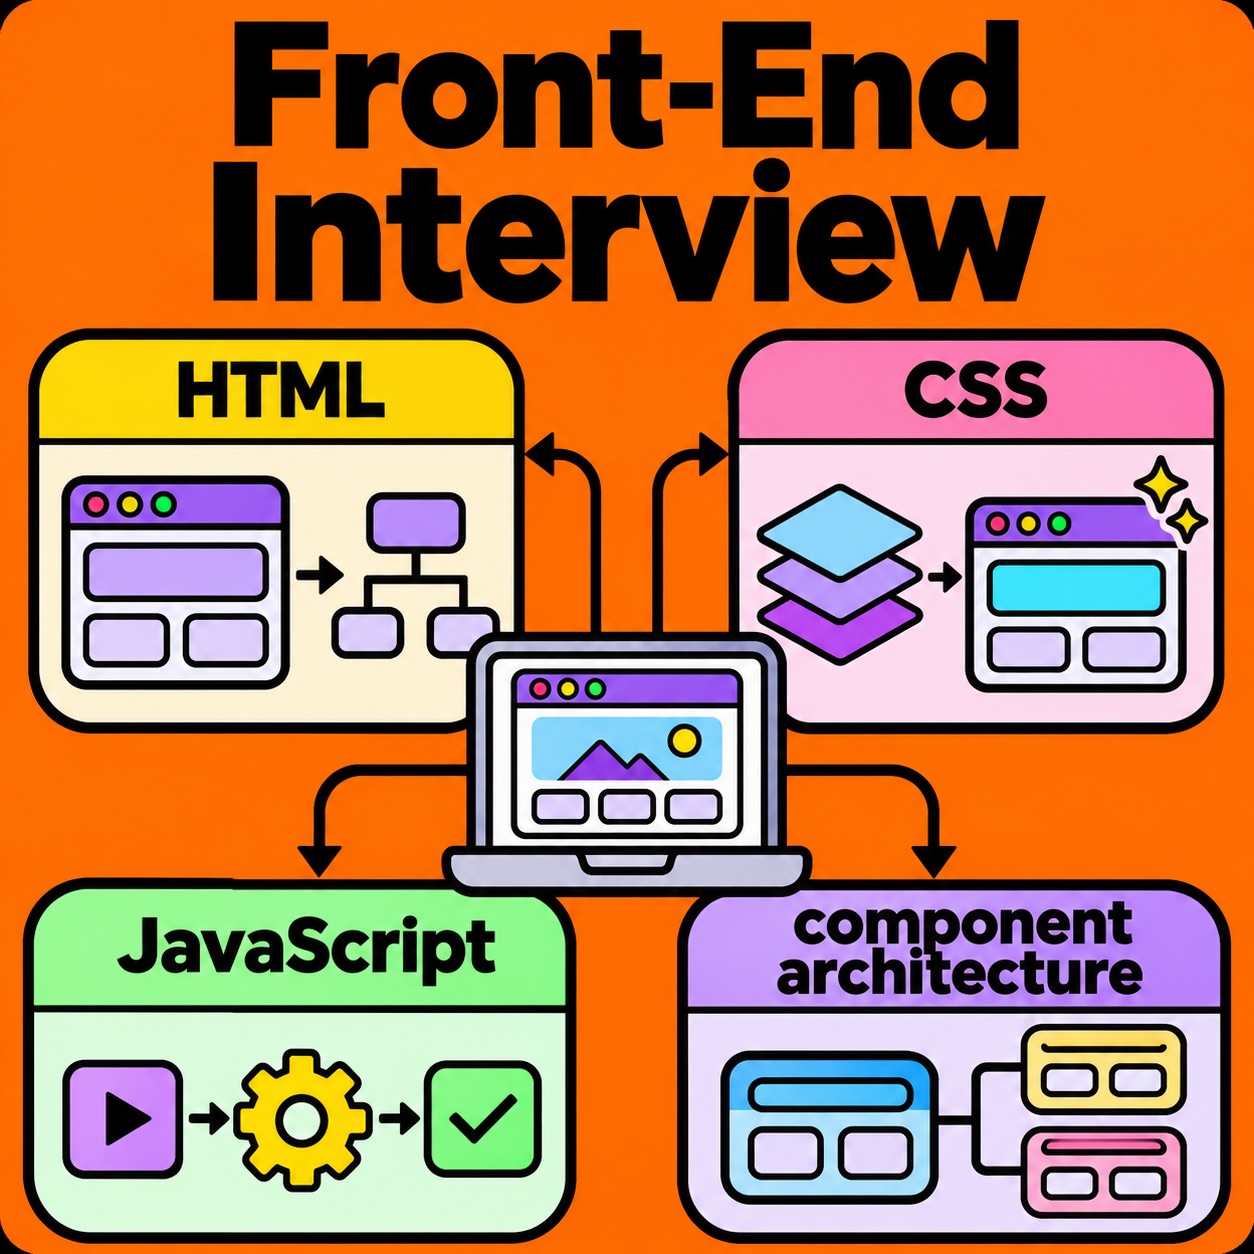 Front-End
Interview
HTML
CSS
JavaScript
component
architecture